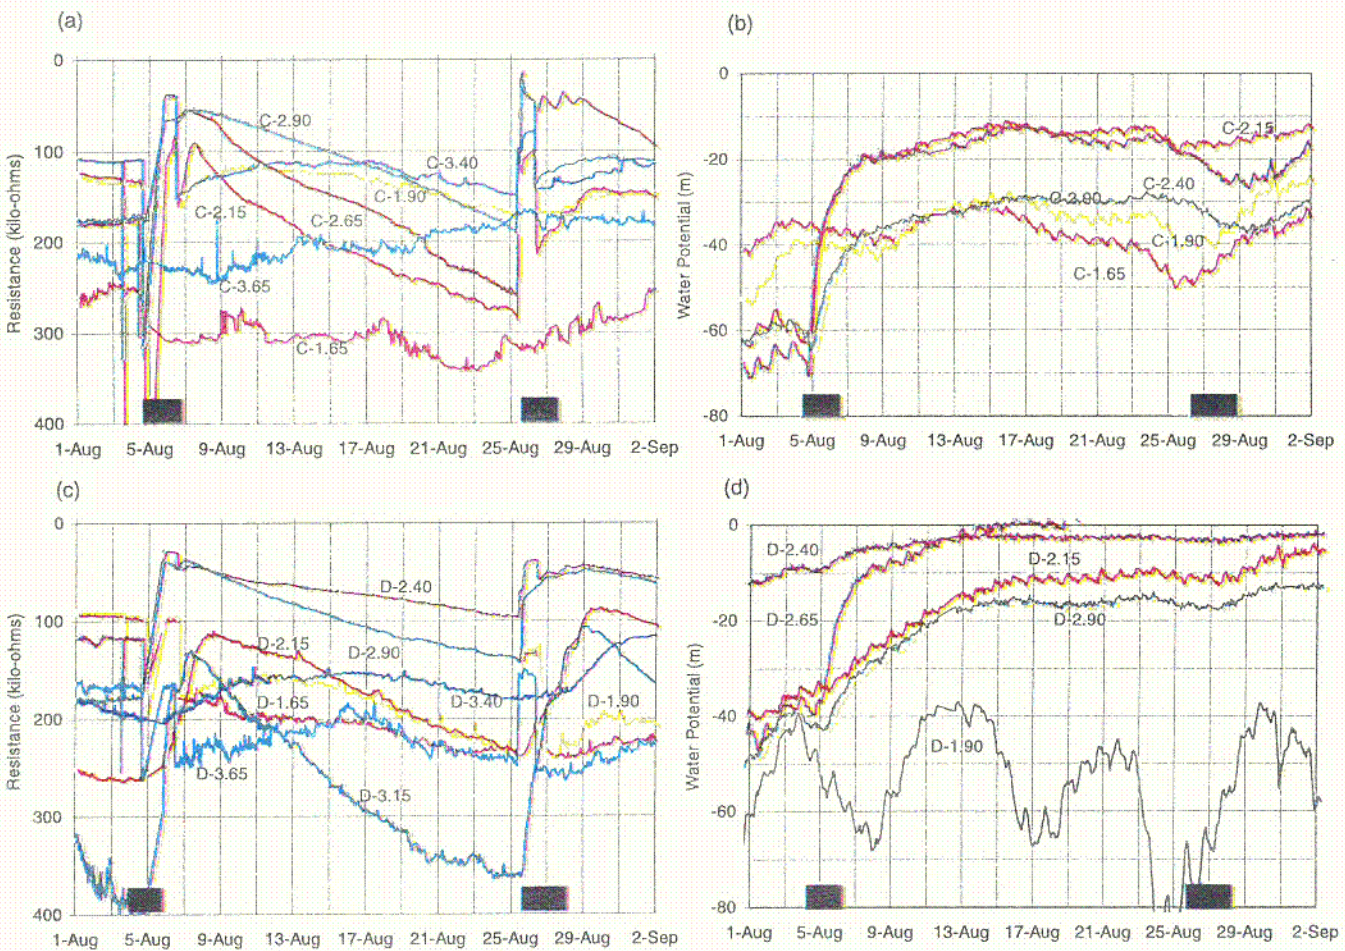 (a)
0
100
200
300
400
Resistance (kilo-ohms)
C-2.90
C-3.40
C-1.90
C-2.15
C-2.65
C-3.65
C-1.65
1-Aug 5-Aug 9-Aug 13-Aug 17-Aug 21-Aug 25-Aug 29-Aug 2-Sep
(b)
0
-20
-40
-60
-80
Water Potential (m)
C-2.15
C-2.40
C-2.90
C-1.90
C-1.65
1-Aug 5-Aug 9-Aug 13-Aug 17-Aug 21-Aug 25-Aug 29-Aug 2-Sep
(c)
0
100
200
300
400
Resistance (kilo-ohms)
D-2.40
D-2.15
D-2.90
D-1.65
D-3.40
D-1.90
D-3.65
D-3.15
1-Aug 5-Aug 9-Aug 13-Aug 17-Aug 21-Aug 25-Aug 29-Aug 2-Sep
(d)
0
-20
-40
-60
-80
Water Potential (m)
D-2.40
D-2.15
D-2.65
D-2.90
D-1.90
1-Aug 5-Aug 9-Aug 13-Aug 17-Aug 21-Aug 25-Aug 29-Aug 2-Sep